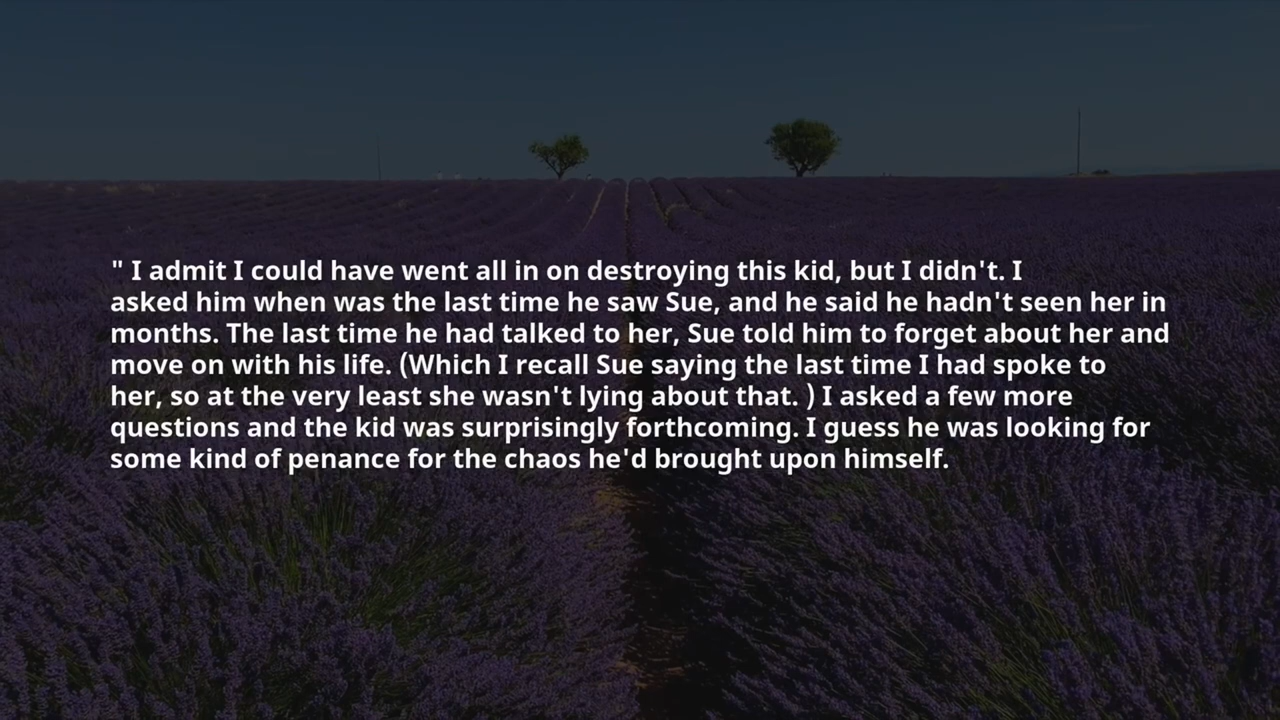 " I admit I could have went all in on destroying this kid, but I didn't. I
asked him when was the last time he saw Sue, and he said he hadn't seen her in
months. The last time he had talked to her, Sue told him to forget about her and
move on with his life. (Which I recall Sue saying the last time I had spoke to
her, so at the very least she wasn't lying about that. ) I asked a few more
questions and the kid was surprisingly forthcoming. I guess he was looking for
some kind of penance for the chaos he'd brought upon himself.